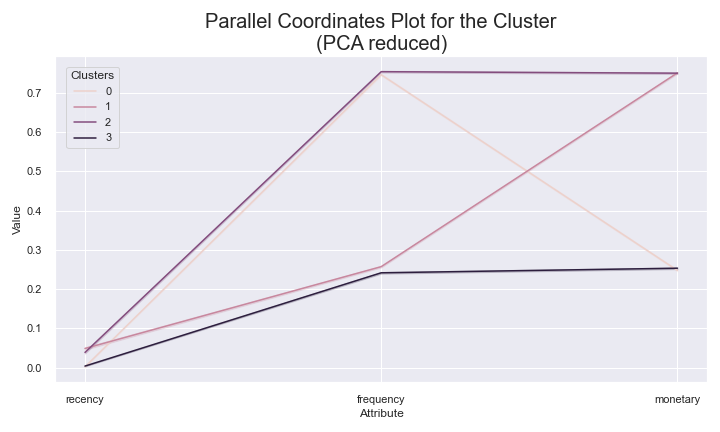 Parallel Coordinates Plot for the Cluster
(PCA reduced)
Clusters
0
1
2
3
0.7
0.6
0.5
0.4
0.3
0.2
0.1
0.0
Value
recency
frequency
monetary
Attribute